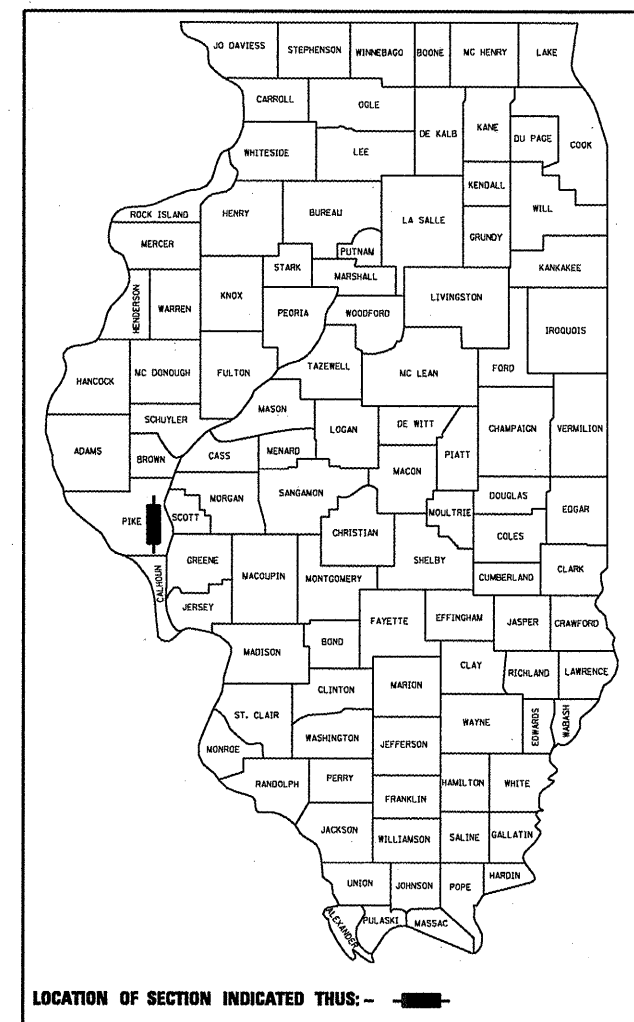 JO DAVIESS
STEPHENSON
WINNEBAGO
BOONE
MC HENRY
LAKE
CARROLL
OGLE
DE KALB
KANE
DU PAGE
COOK
WHITESIDE
LEE
KENDALL
WILL
ROCK ISLAND
HENRY
BUREAU
LA SALLE
GRUNDY
MERCER
PUTNAM
STARK
MARSHALL
KANKAKEE
HENDERSON
WARREN
KNOX
PEORIA
WOODFORD
LIVINGSTON
IROQUOIS
HANCOCK
MC DONOUGH
FULTON
TAZEWELL
MC LEAN
FORD
SCHUYLER
MASON
LOGAN
DE WITT
CHAMPAIGN
VERMILION
ADAMS
BROWN
CASS
MENARD
MACON
PIATT
PIKE
SCOTT
MORGAN
SANGAMON
CHRISTIAN
MOULTRIE
DOUGLAS
EDGAR
COLES
CALHOUN
GREENE
MACOUPIN
MONTGOMERY
SHELBY
CUMBERLAND
CLARK
JERSEY
FAYETTE
EFFINGHAM
JASPER
CRAWFORD
MADISON
BOND
CLAY
RICHLAND
LAWRENCE
CLINTON
MARION
ST. CLAIR
WAYNE
EDWARDS
WABASH
MONROE
WASHINGTON
JEFFERSON
RANDOLPH
PERRY
HAMILTON
WHITE
FRANKLIN
JACKSON
WILLIAMSON
SALINE
GALLATIN
UNION
JOHNSON
POPE
HARDIN
ALEXANDER
PULASKI
MASSAC
LOCATION OF SECTION INDICATED THUS: -